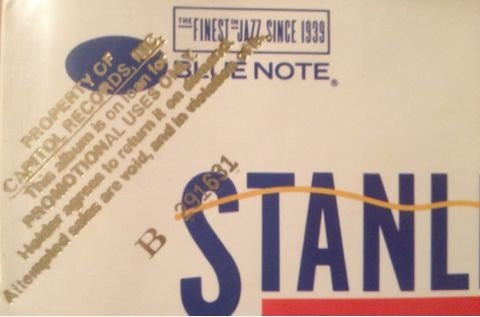 THE FINEST IN JAZZ SINCE 1939
BLUE NOTE®
PROPERTY OF
CAPITOL RECORDS, INC.
This album is on loan for
PROMOTIONAL USES ONLY.
Holder agrees to return it on demand.
Attempted sales are void, and in violation of
B 291631
STANL